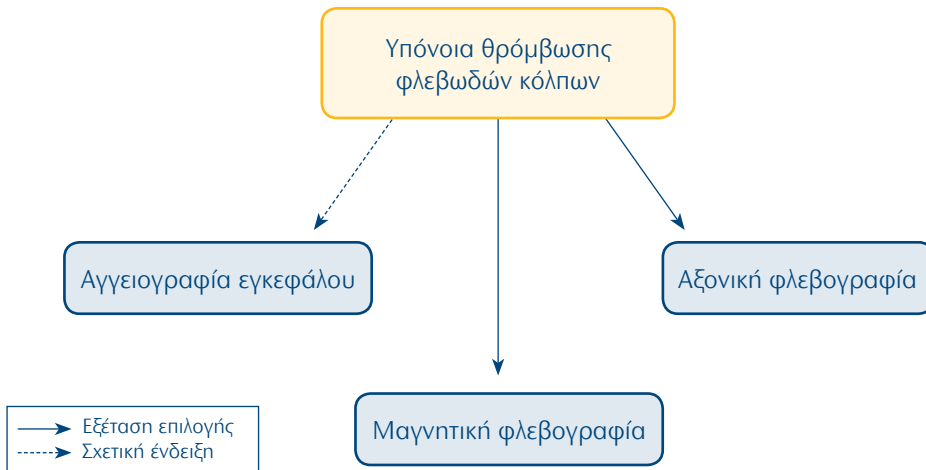 Υπόνοια θρόμβωσης
φλεβωδών κόλπων
Αγγειογραφία εγκεφάλου
Αξονική φλεβογραφία
Μαγνητική φλεβογραφία
Εξέταση επιλογής
Σχετική ένδειξη